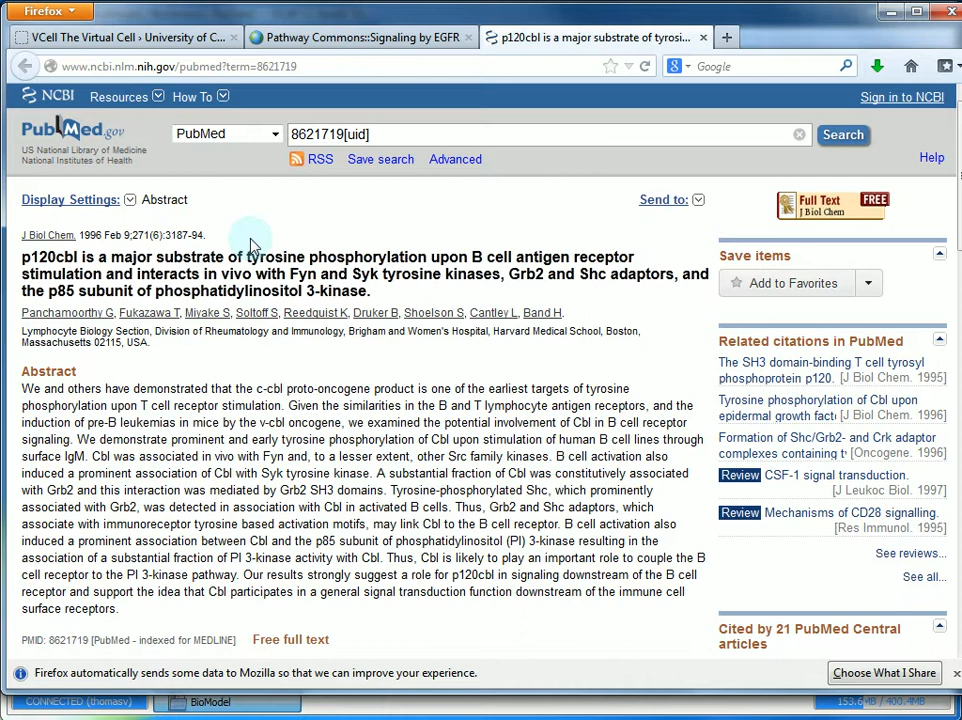 Firefox
VCell The Virtual Cell › University of C...
Pathway Commons::Signaling by EGFR
p120cbl is a major substrate of tyrosi...
www.ncbi.nlm.nih.gov/pubmed?term=8621719
Google
NCBI Resources How To
Sign in to NCBI
PubMed.gov
US National Library of Medicine
National Institutes of Health
PubMed
8621719[uid]
Search
RSS Save search Advanced
Help
Display Settings: Abstract
Send to:
J Biol Chem. 1996 Feb 9;271(6):3187-94.
p120cbl is a major substrate of tyrosine phosphorylation upon B cell antigen receptor
stimulation and interacts in vivo with Fyn and Syk tyrosine kinases, Grb2 and Shc adaptors, and
the p85 subunit of phosphatidylinositol 3-kinase.
Panchamoorthy G, Fukazawa T, Miyake S, Soltoff S, Reedquist K, Druker B, Shoelson S, Cantley L, Band H.
Lymphocyte Biology Section, Division of Rheumatology and Immunology, Brigham and Women's Hospital, Harvard Medical School, Boston,
Massachusetts 02115, USA.
Abstract
We and others have demonstrated that the c-cbl proto-oncogene product is one of the earliest targets of tyrosine
phosphorylation upon T cell receptor stimulation. Given the similarities in the B and T lymphocyte antigen receptors, and the
induction of pre-B leukemias in mice by the v-cbl oncogene, we examined the potential involvement of Cbl in B cell receptor
signaling. We demonstrate prominent and early tyrosine phosphorylation of Cbl upon stimulation of human B cell lines through
surface IgM. Cbl was associated in vivo with Fyn and, to a lesser extent, other Src family kinases. B cell activation also
induced a prominent association of Cbl with Syk tyrosine kinase. A substantial fraction of Cbl was constitutively associated
with Grb2 and this interaction was mediated by Grb2 SH3 domains. Tyrosine-phosphorylated Shc, which prominently
associated with Grb2, was detected in association with Cbl in activated B cells. Thus, Grb2 and Shc adaptors, which
associate with immunoreceptor tyrosine based activation motifs, may link Cbl to the B cell receptor. B cell activation also
induced a prominent association between Cbl and the p85 subunit of phosphatidylinositol (PI) 3-kinase resulting in the
association of a substantial fraction of PI 3-kinase activity with Cbl. Thus, Cbl is likely to play an important role to couple the B
cell receptor to the PI 3-kinase pathway. Our results strongly suggest a role for p120cbl in signaling downstream of the B cell
receptor and support the idea that Cbl participates in a general signal transduction function downstream of the immune cell
surface receptors.
PMID: 8621719 [PubMed - indexed for MEDLINE] Free full text
Full Text FREE
J Biol Chem
Save items
Add to Favorites
Related citations in PubMed
The SH3 domain-binding T cell tyrosyl
phosphoprotein p120. [J Biol Chem. 1995]
Tyrosine phosphorylation of Cbl upon
epidermal growth fact [J Biol Chem. 1996]
Formation of Shc/Grb2- and Crk adaptor
complexes containing t [Oncogene. 1996]
Review CSF-1 signal transduction.
[J Leukoc Biol. 1997]
Review Mechanisms of CD28 signalling.
[Res Immunol. 1995]
See reviews...
See all...
Cited by 21 PubMed Central
articles
Firefox automatically sends some data to Mozilla so that we can improve your experience.
Choose What I Share
CONNECTED (thomasv)
BioModel
153.6MB / 400.4MB